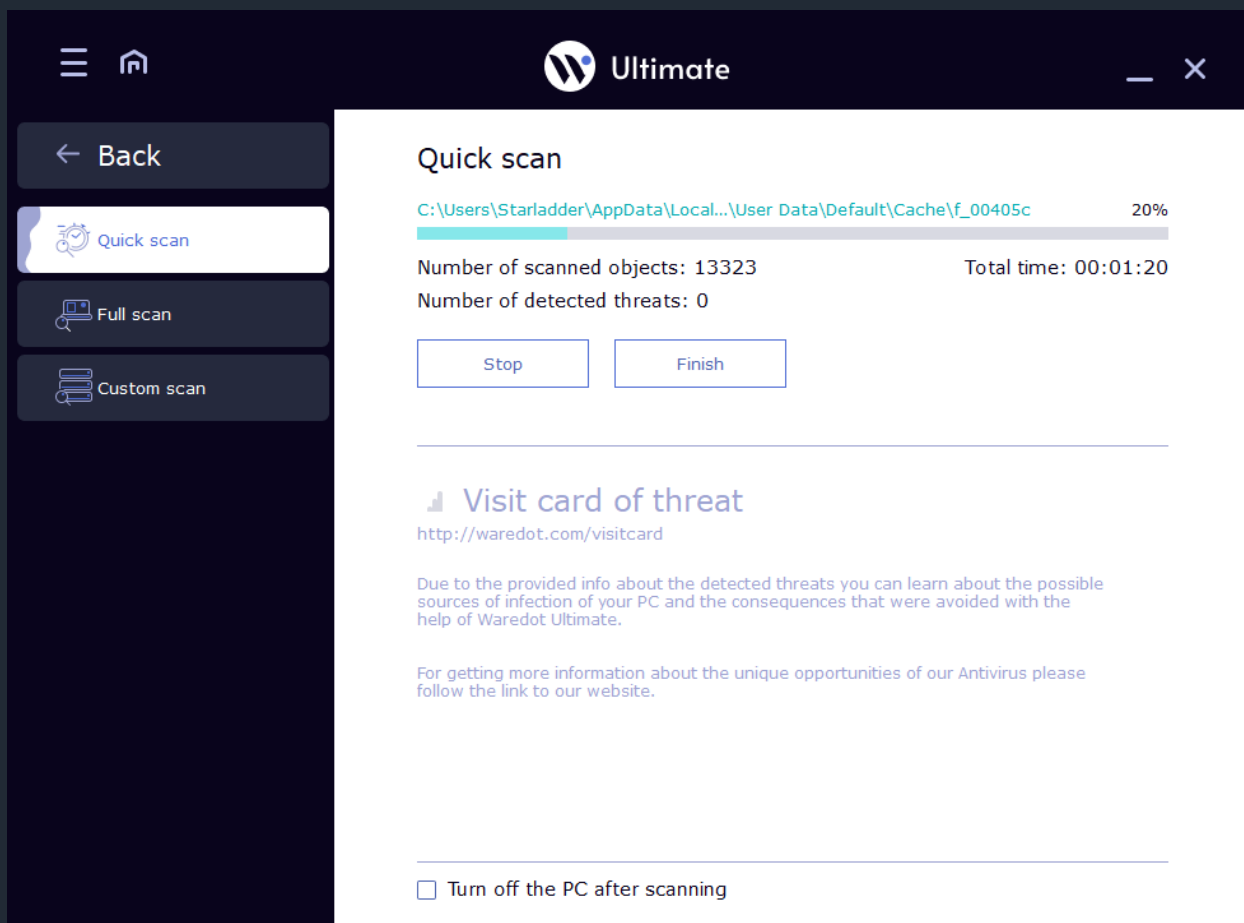 Ultimate
Back
Quick scan
Full scan
Custom scan
Quick scan
C:\Users\Starladder\AppData\Local...\User Data\Default\Cache\f_00405c 20%
Number of scanned objects: 13323 Total time: 00:01:20
Number of detected threats: 0
Stop Finish
Visit card of threat
http://waredot.com/visitcard
Due to the provided info about the detected threats you can learn about the possible
sources of infection of your PC and the consequences that were avoided with the
help of Waredot Ultimate.
For getting more information about the unique opportunities of our Antivirus please
follow the link to our website.
Turn off the PC after scanning